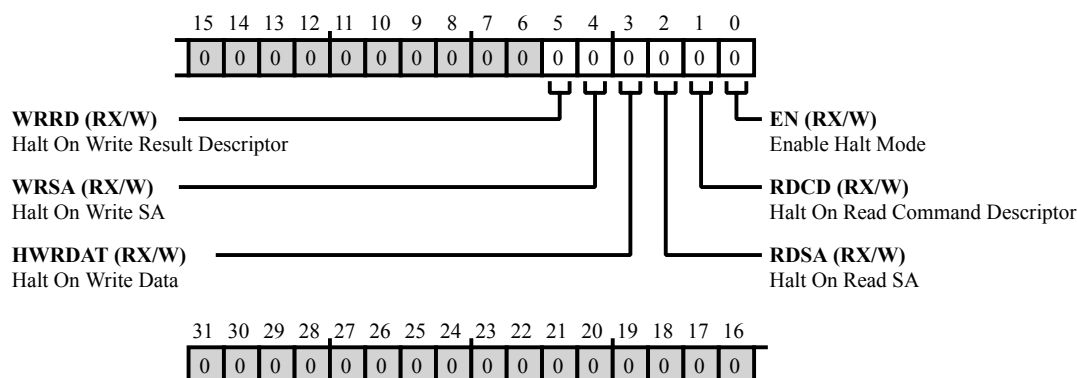 15 14 13 12 11 10 9 8 7 6 5 4 3 2 1 0
0 0 0 0 0 0 0 0 0 0 0 0 0 0 0 0
WRRD (RX/W)
Halt On Write Result Descriptor
WRSA (RX/W)
Halt On Write SA
HWRDAT (RX/W)
Halt On Write Data
EN (RX/W)
Enable Halt Mode
RDCD (RX/W)
Halt On Read Command Descriptor
RDSA (RX/W)
Halt On Read SA
31 30 29 28 27 26 25 24 23 22 21 20 19 18 17 16
0 0 0 0 0 0 0 0 0 0 0 0 0 0 0 0